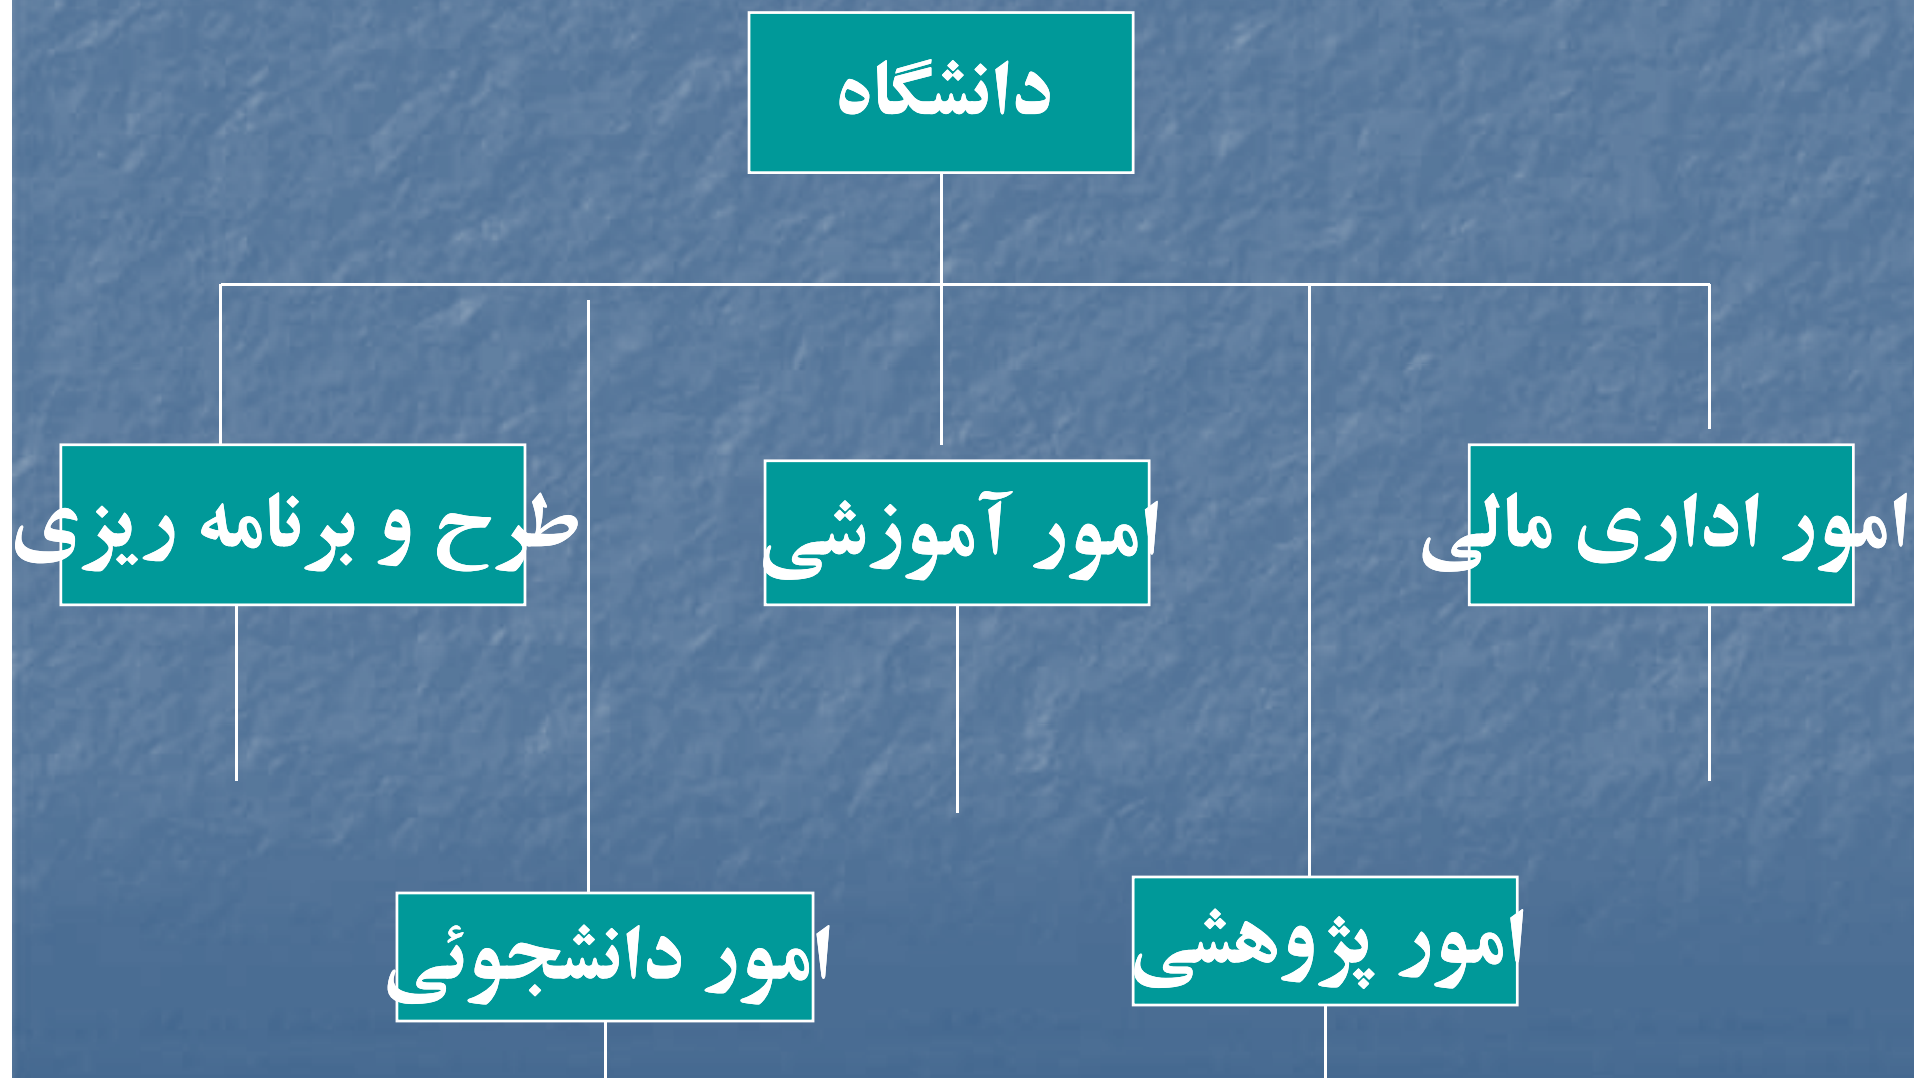 دانشگاه
امور اداری مالی
امور آموزشی
طرح و برنامه ریزی
امور پژوهشی
امور دانشجوئی